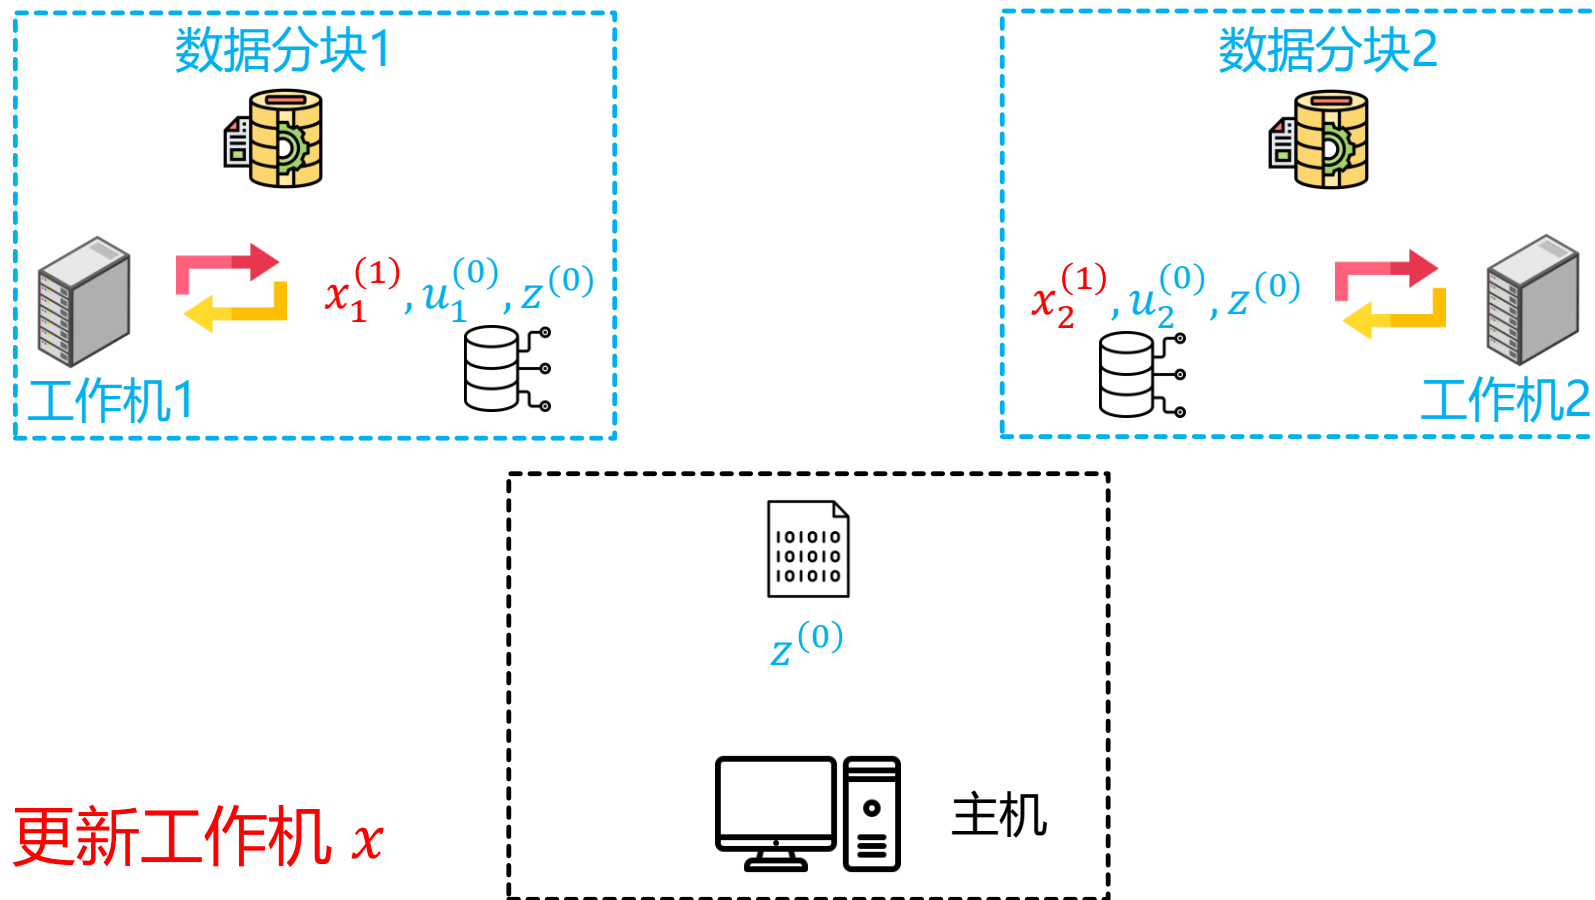 数据分块1
数据分块2
x_1^{(1)}, u_1^{(0)}, z^{(0)}
x_2^{(1)}, u_2^{(0)}, z^{(0)}
工作机1
工作机2
101010
100010
101010
z^{(0)}
主机
更新工作机 x